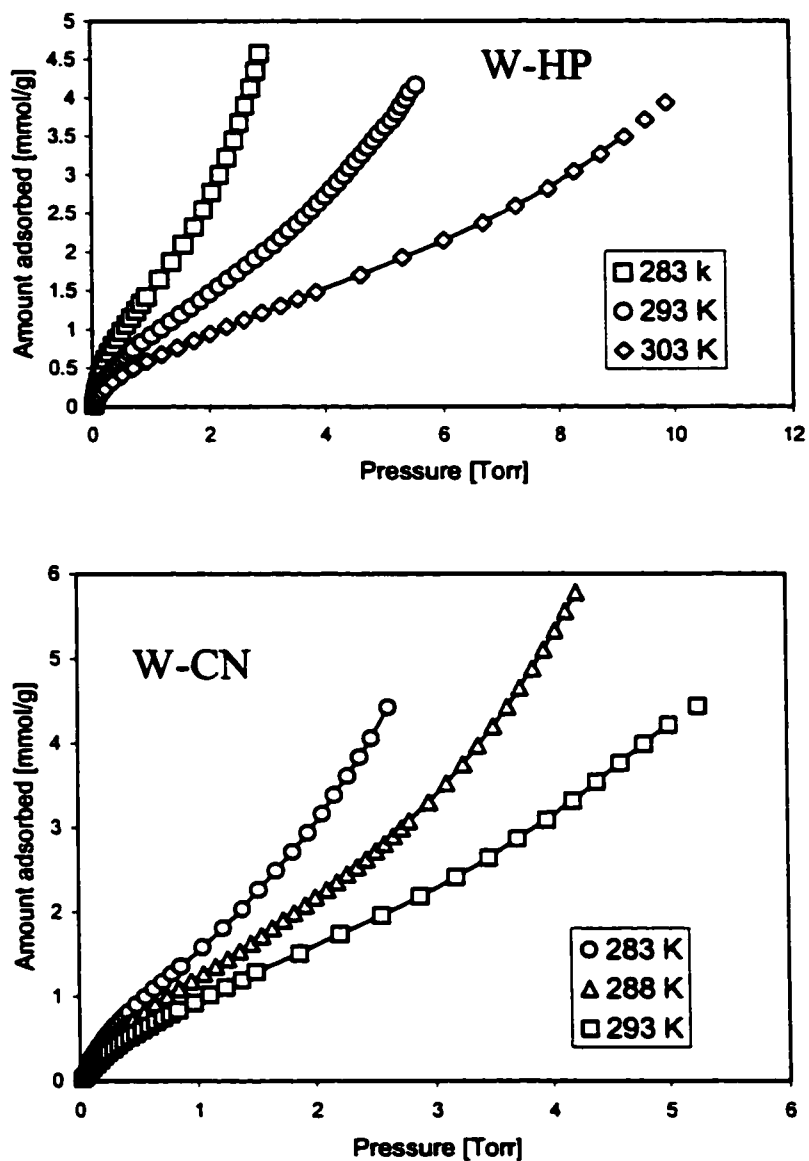 5
4.5
4
3.5
3
2.5
2
1.5
1
0.5
0
Amount adsorbed [mmol/g]
W-HP
283 k
293 K
303 K
0 2 4 6 8 10 12
Pressure [Torr]
6
5
4
3
2
1
0
Amount adsorbed [mmol/g]
W-CN
283 K
288 K
293 K
0 1 2 3 4 5 6
Pressure [Torr]